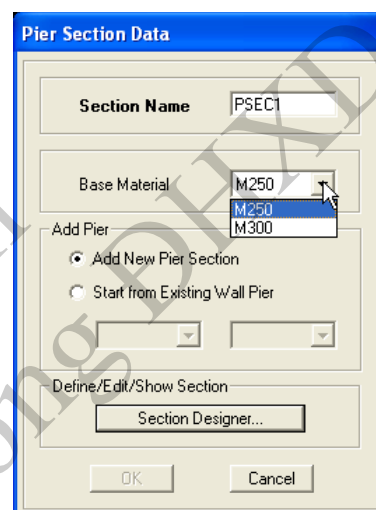 Pier Section Data
Section Name PSEC1
Base Material M250
M250
M300
Add Pier
Add New Pier Section
Start from Existing Wall Pier
Define/Edit/Show Section
Section Designer...
OK Cancel